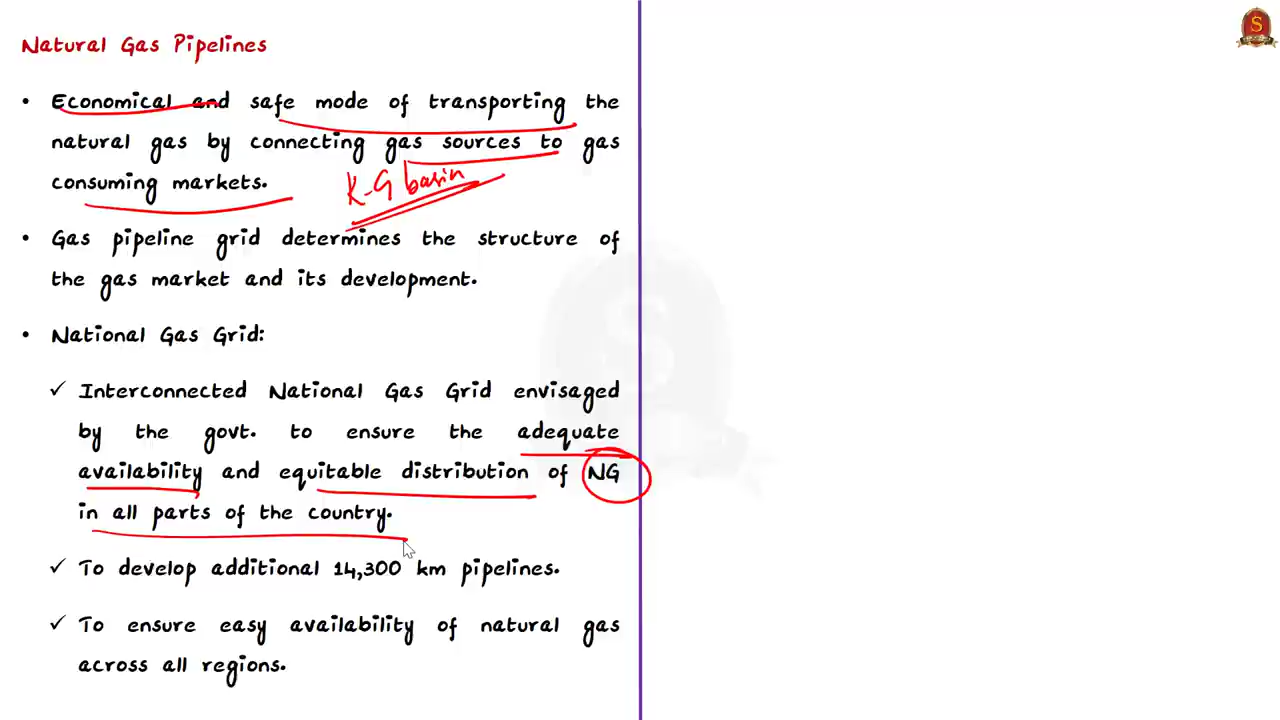 Natural Gas Pipelines
• Economical and safe mode of transporting the
natural gas by connecting gas sources to gas
consuming markets.
K-G basin
• Gas pipeline grid determines the structure of
the gas market and its development.
• National Gas Grid:
✓ Interconnected National Gas Grid envisaged
by the govt. to ensure the adequate
availability and equitable distribution of NG
in all parts of the country.
✓ To develop additional 14,300 km pipelines.
✓ To ensure easy availability of natural gas
across all regions.
S